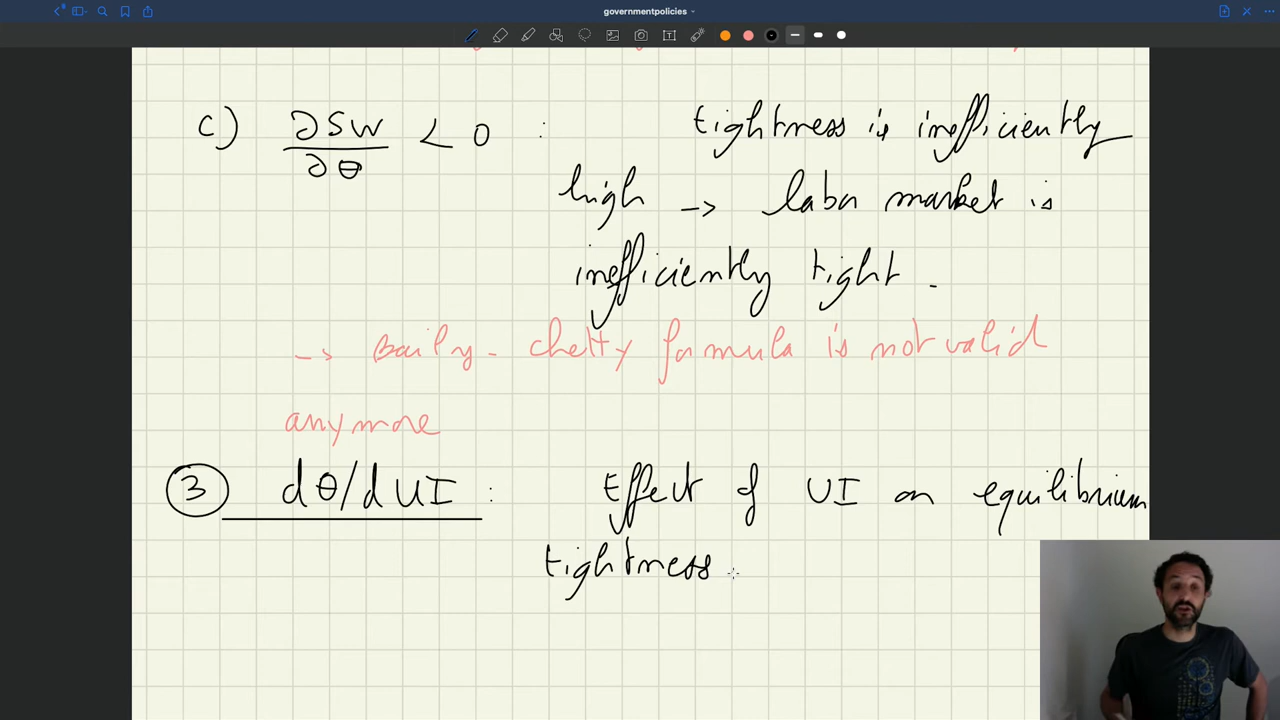 governmentpolicies
c) ∂SW/∂θ < 0 : tightness is inefficiently
high → labor market is
inefficiently tight.
→ Baily-Chetty formula is not valid
anymore
③ dθ/dUI : Effect of UI on equilibrium
tightness.